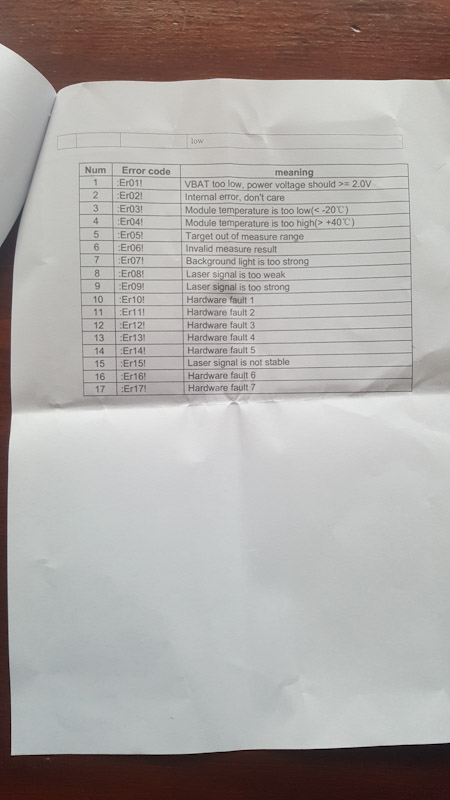 low
Num Error code meaning
1 :Er01! VBAT too low, power voltage should >= 2.0V
2 :Er02! Internal error, don't care
3 :Er03! Module temperature is too low(< -20℃)
4 :Er04! Module temperature is too high(> +40℃)
5 :Er05! Target out of measure range
6 :Er06! Invalid measure result
7 :Er07! Background light is too strong
8 :Er08! Laser signal is too weak
9 :Er09! Laser signal is too strong
10 :Er10! Hardware fault 1
11 :Er11! Hardware fault 2
12 :Er12! Hardware fault 3
13 :Er13! Hardware fault 4
14 :Er14! Hardware fault 5
15 :Er15! Laser signal is not stable
16 :Er16! Hardware fault 6
17 :Er17! Hardware fault 7